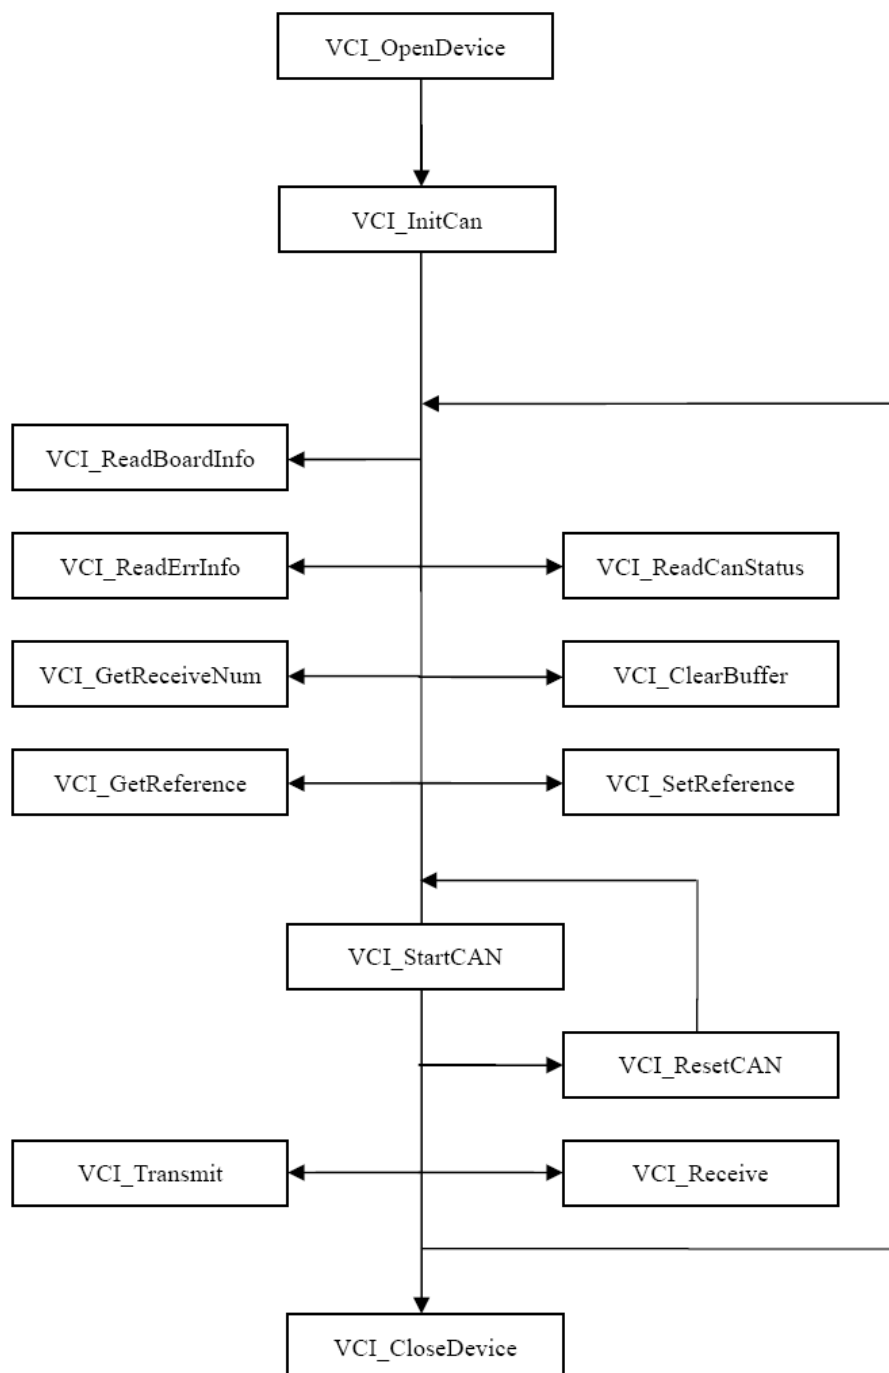 VCI_OpenDevice
VCI_InitCan
VCI_ReadBoardInfo
VCI_ReadErrInfo
VCI_ReadCanStatus
VCI_GetReceiveNum
VCI_ClearBuffer
VCI_GetReference
VCI_SetReference
VCI_StartCAN
VCI_ResetCAN
VCI_Transmit
VCI_Receive
VCI_CloseDevice